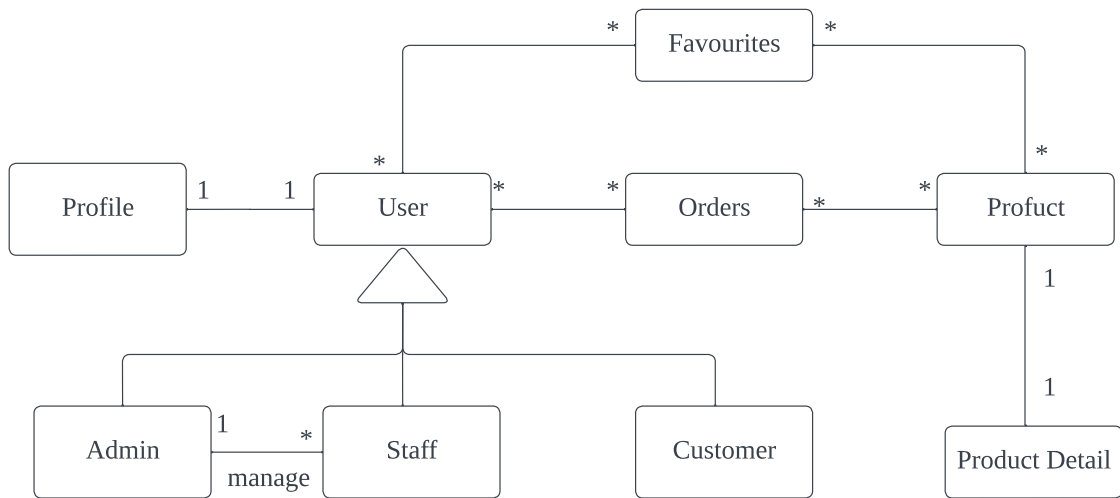 * Favourites *
* *
Profile 1 1 User * * Orders * * Profuct
1
1
Admin 1 * Staff Customer Product Detail
manage